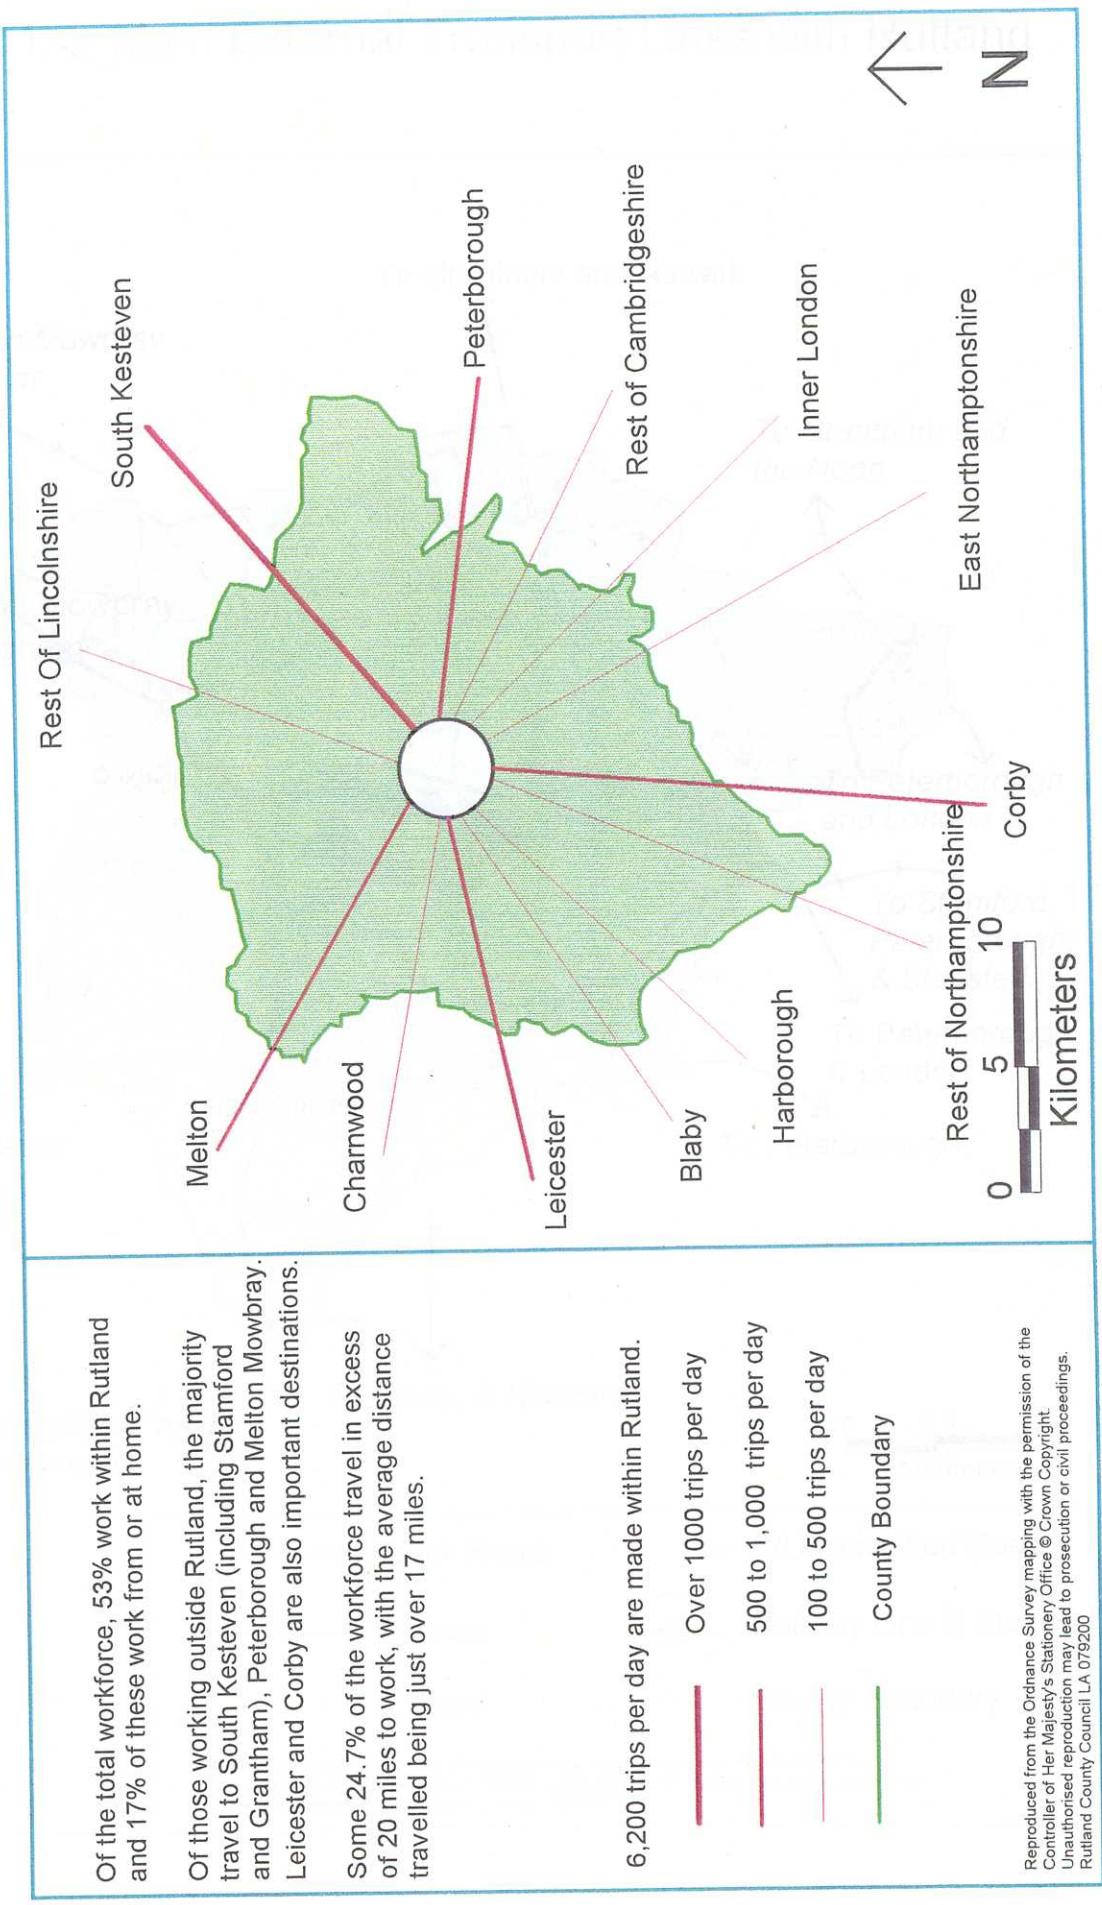 Of the total workforce, 53% work within Rutland
and 17% of these work from or at home.
Of those working outside Rutland, the majority
travel to South Kesteven (including Stamford
and Grantham), Peterborough and Melton Mowbray.
Leicester and Corby are also important destinations.
Some 24.7% of the workforce travel in excess
of 20 miles to work, with the average distance
travelled being just over 17 miles.
6,200 trips per day are made within Rutland.
Over 1000 trips per day
500 to 1,000 trips per day
100 to 500 trips per day
County Boundary
Reproduced from the Ordnance Survey mapping with the permission of the
Controller of Her Majesty's Stationery Office © Crown Copyright.
Unauthorised reproduction may lead to prosecution or civil proceedings.
Rutland County Council LA 079200
Rest Of Lincolnshire
South Kesteven
Melton
Charnwood
Peterborough
Leicester
Rest of Cambridgeshire
Blaby
Harborough
Inner London
Rest of Northamptonshire
East Northamptonshire
Corby
N
0 5 10
Kilometers